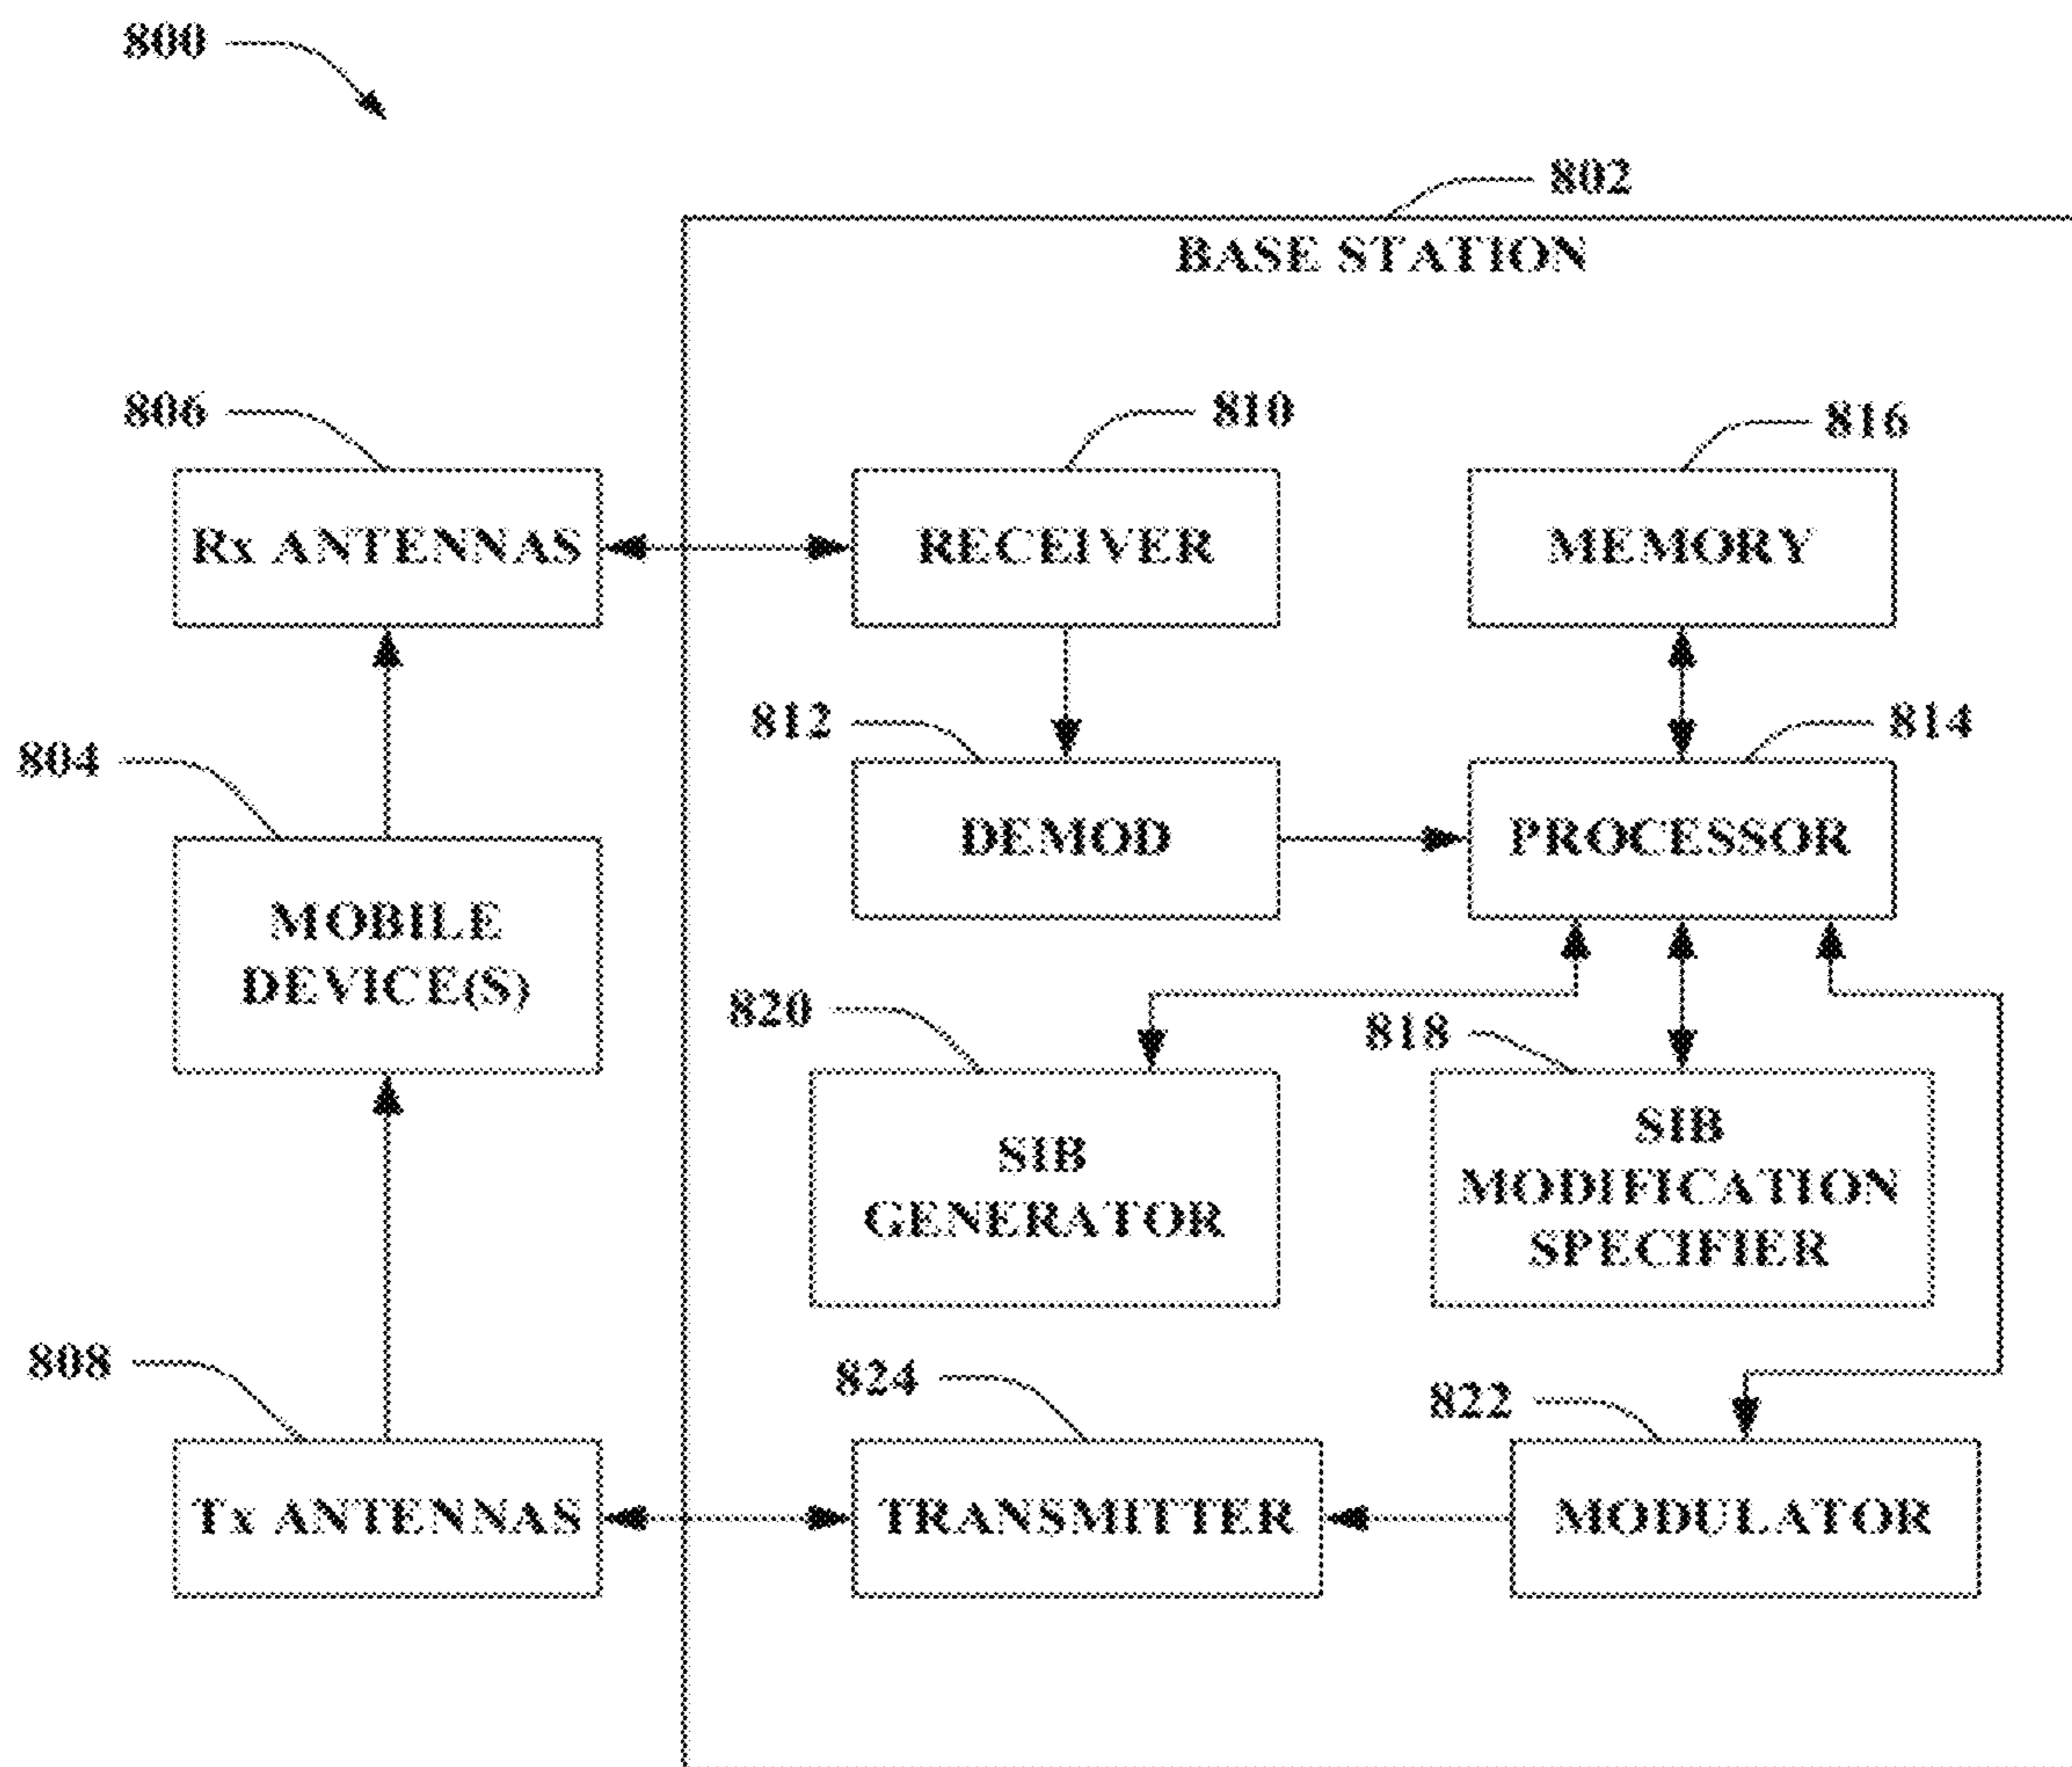 800
802
BASE STATION
806
810
816
Rx ANTENNAS
RECEIVER
MEMORY
812
814
804
DEMOD
PROCESSOR
MOBILE
DEVICE(S)
820
818
SIB
GENERATOR
SIB
MODIFICATION
SPECIFIER
808
824
822
Tx ANTENNAS
TRANSMITTER
MODULATOR